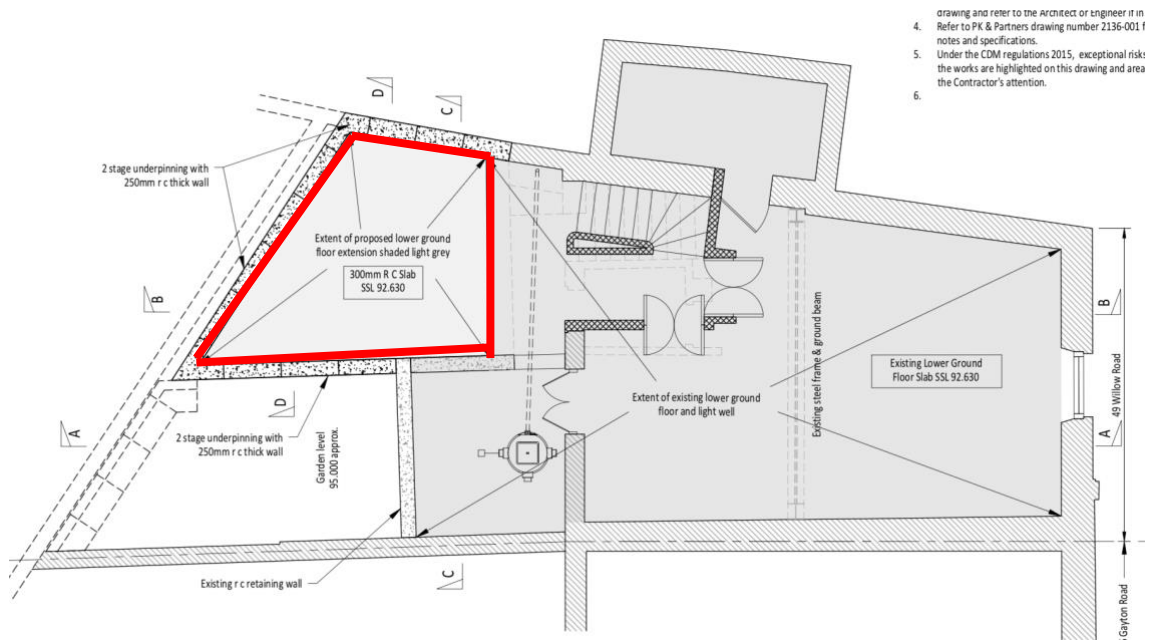 drawing and refer to the Architect or Engineer if in
4. Refer to PK & Partners drawing number 2136-001 f
notes and specifications.
5. Under the CDM regulations 2015, exceptional risks
the works are highlighted on this drawing and area
the Contractor's attention.
6.
D
C
2 stage underpinning with
250mm r c thick wall
Extent of proposed lower ground
floor extension shaded light grey
300mm R C Slab
SSL 92.630
B
B
Existing steel frame & ground beam
Existing Lower Ground
Floor Slab SSL 92.630
49 Willow Road
Extent of existing lower ground
floor and light well
D
A
A
2 stage underpinning with
250mm r c thick wall
Garden level
95.000 approx.
Existing r c retaining wall
C
Gayton Road